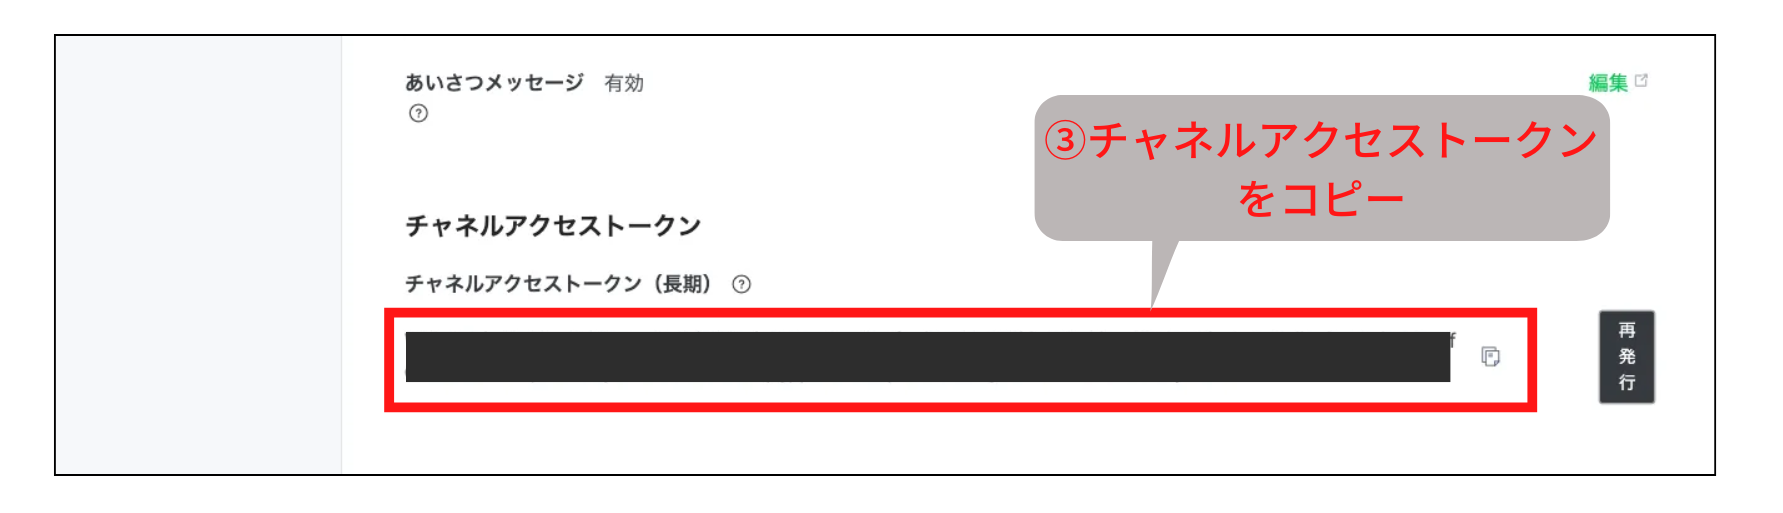 あいさつメッセージ 有効
編集
③チャネルアクセストークン
をコピー
チャネルアクセストークン
チャネルアクセストークン（長期）
f
再
発
行